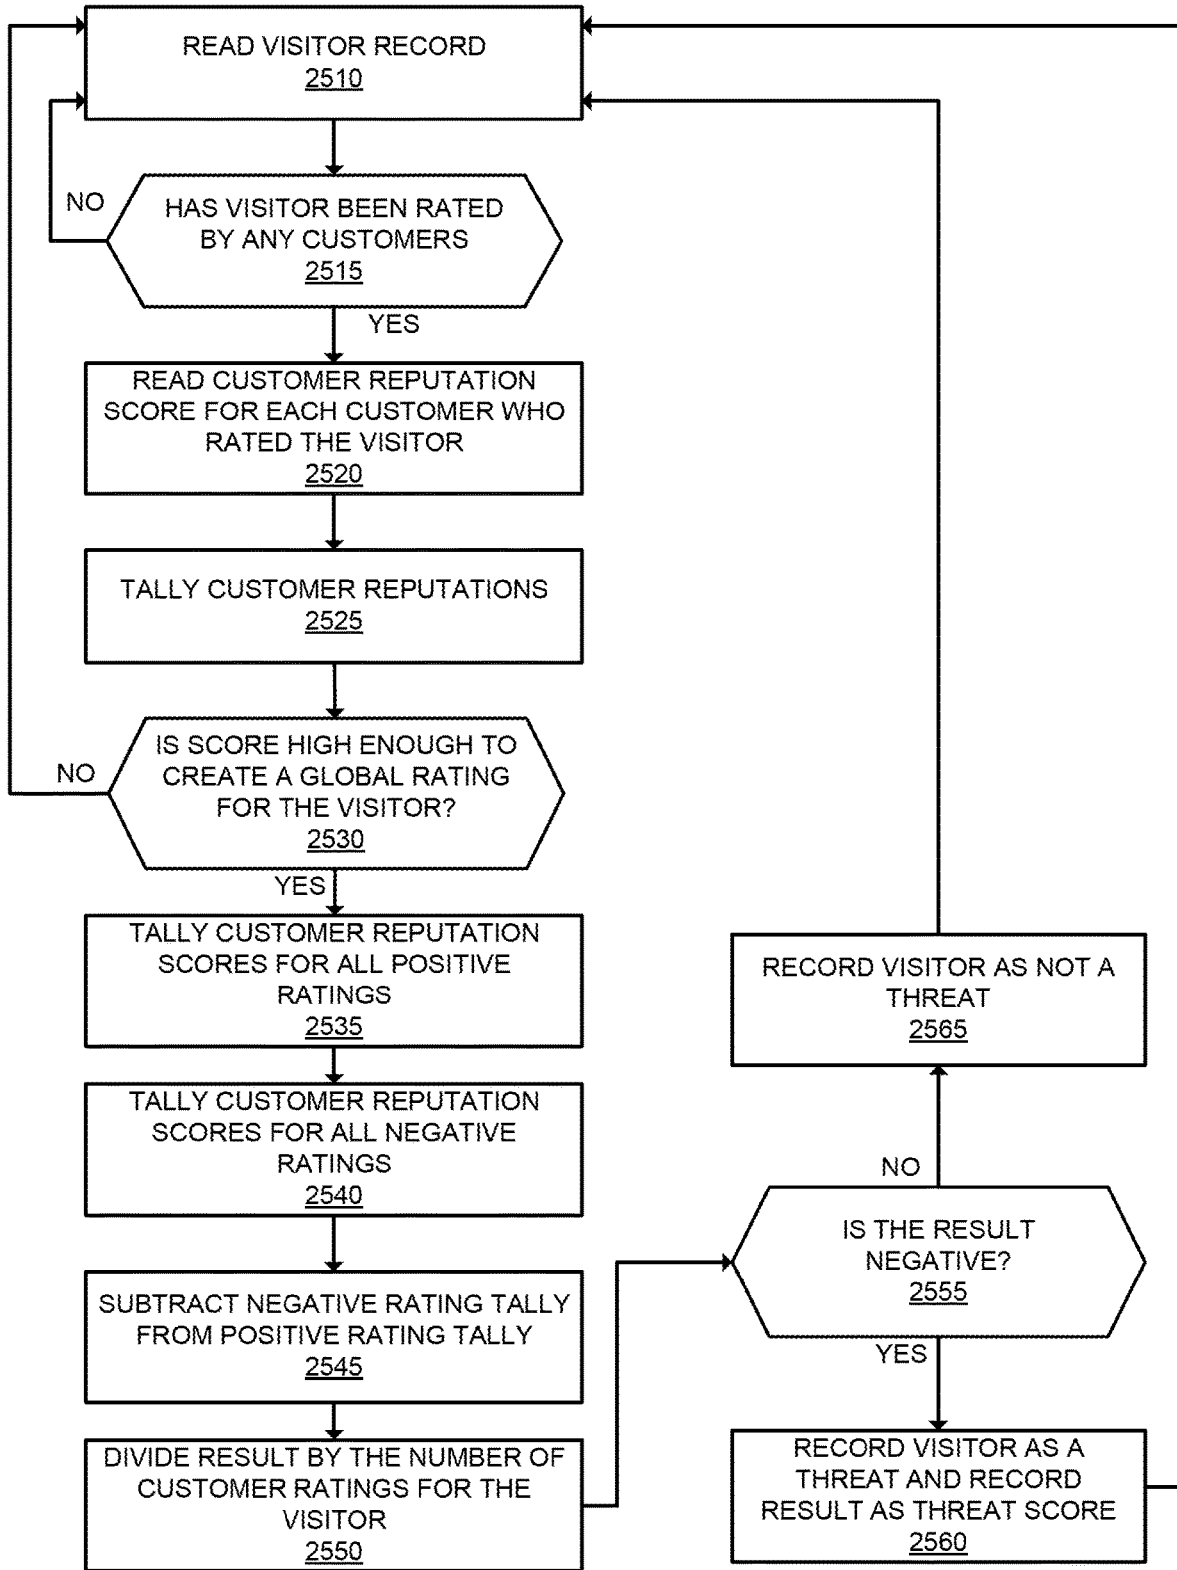 READ VISITOR RECORD
2510
NO
HAS VISITOR BEEN RATED
BY ANY CUSTOMERS
2515
YES
READ CUSTOMER REPUTATION
SCORE FOR EACH CUSTOMER WHO
RATED THE VISITOR
2520
TALLY CUSTOMER REPUTATIONS
2525
IS SCORE HIGH ENOUGH TO
CREATE A GLOBAL RATING
FOR THE VISITOR?
2530
NO
YES
TALLY CUSTOMER REPUTATION
SCORES FOR ALL POSITIVE
RATINGS
2535
TALLY CUSTOMER REPUTATION
SCORES FOR ALL NEGATIVE
RATINGS
2540
SUBTRACT NEGATIVE RATING TALLY
FROM POSITIVE RATING TALLY
2545
DIVIDE RESULT BY THE NUMBER OF
CUSTOMER RATINGS FOR THE
VISITOR
2550
RECORD VISITOR AS NOT A
THREAT
2565
NO
IS THE RESULT
NEGATIVE?
2555
YES
RECORD VISITOR AS A
THREAT AND RECORD
RESULT AS THREAT SCORE
2560